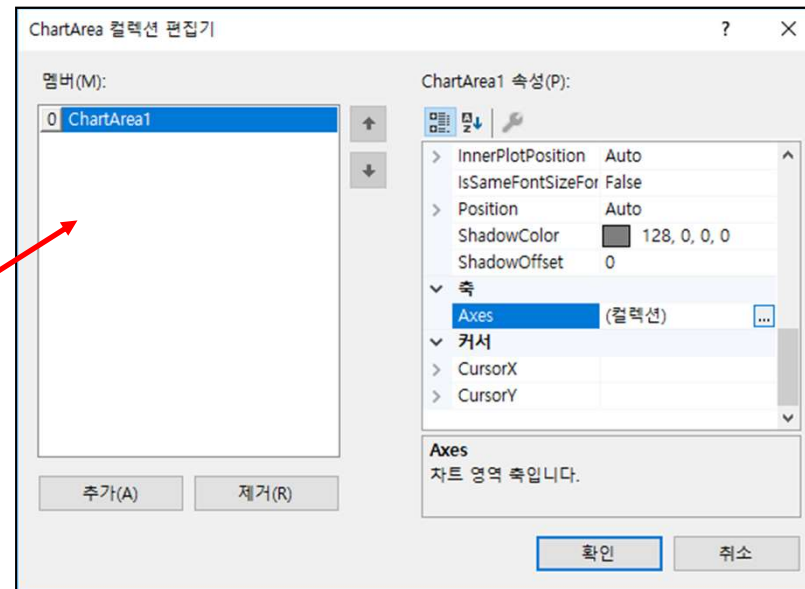 ChartArea 컬렉션 편집기 ?
멤버(M):
0 ChartArea1
추가(A) 제거(R)
ChartArea1 속성(P):
InnerPlotPosition Auto
IsSameFontSizeFor False
Position Auto
ShadowColor 128, 0, 0, 0
ShadowOffset 0
축
Axes (컬렉션) ...
커서
CursorX
CursorY
Axes
차트 영역 축입니다.
확인 취소